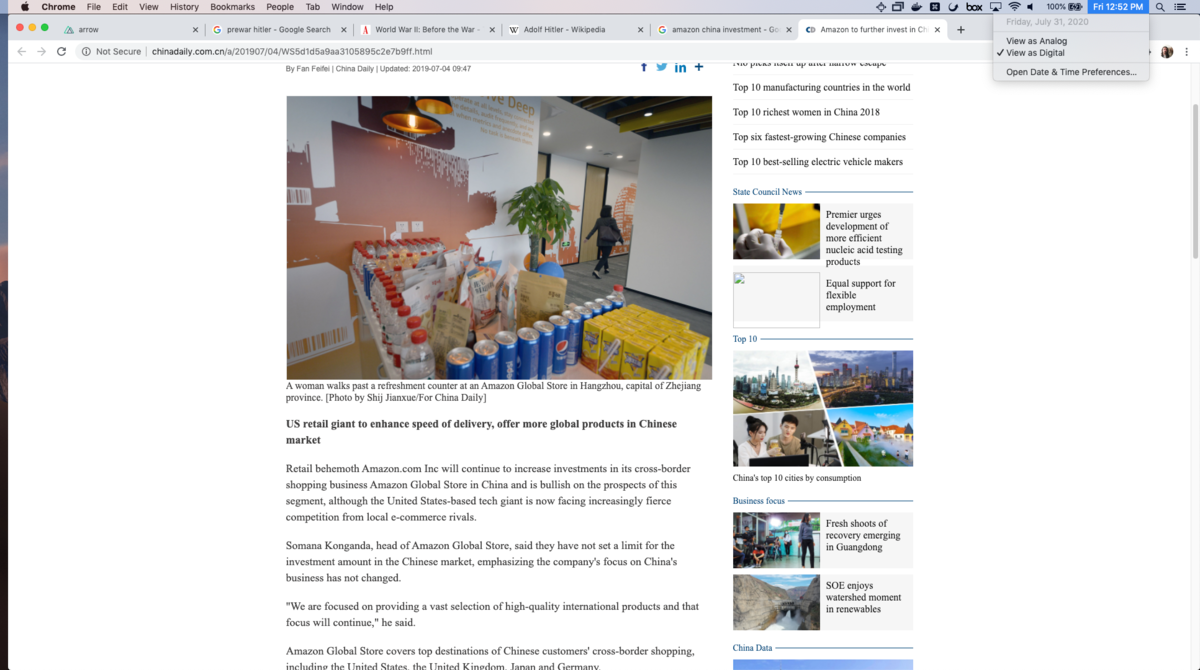 Chrome File Edit View History Bookmarks People Tab Window Help
box 100% Fri 12:52 PM
Friday, July 31, 2020
View as Analog
✓ View as Digital
Open Date & Time Preferences...
arrow
prewar hitler - Google Search
World War II: Before the War -
Adolf Hitler - Wikipedia
amazon china investment - Go
Amazon to further invest in Ch
Not Secure | chinadaily.com.cn/a/201907/04/WS5d1d5a9aa3105895c2e7b9ff.html
By Fan Feifei | China Daily | Updated: 2019-07-04 09:47
ive Deep
A woman walks past a refreshment counter at an Amazon Global Store in Hangzhou, capital of Zhejiang
province. [Photo by Shij Jianxue/For China Daily]
US retail giant to enhance speed of delivery, offer more global products in Chinese
market
Retail behemoth Amazon.com Inc will continue to increase investments in its cross-border
shopping business Amazon Global Store in China and is bullish on the prospects of this
segment, although the United States-based tech giant is now facing increasingly fierce
competition from local e-commerce rivals.
Somana Konganda, head of Amazon Global Store, said they have not set a limit for the
investment amount in the Chinese market, emphasizing the company's focus on China's
business has not changed.
"We are focused on providing a vast selection of high-quality international products and that
focus will continue," he said.
Amazon Global Store covers top destinations of Chinese customers' cross-border shopping,
including the United States, the United Kingdom, Japan and Germany.
Nio picks itself up after narrow escape
Top 10 manufacturing countries in the world
Top 10 richest women in China 2018
Top six fastest-growing Chinese companies
Top 10 best-selling electric vehicle makers
State Council News
Premier urges
development of
more efficient
nucleic acid testing
products
Equal support for
flexible
employment
Top 10
China's top 10 cities by consumption
Business focus
Fresh shoots of
recovery emerging
in Guangdong
SOE enjoys
watershed moment
in renewables
China Data